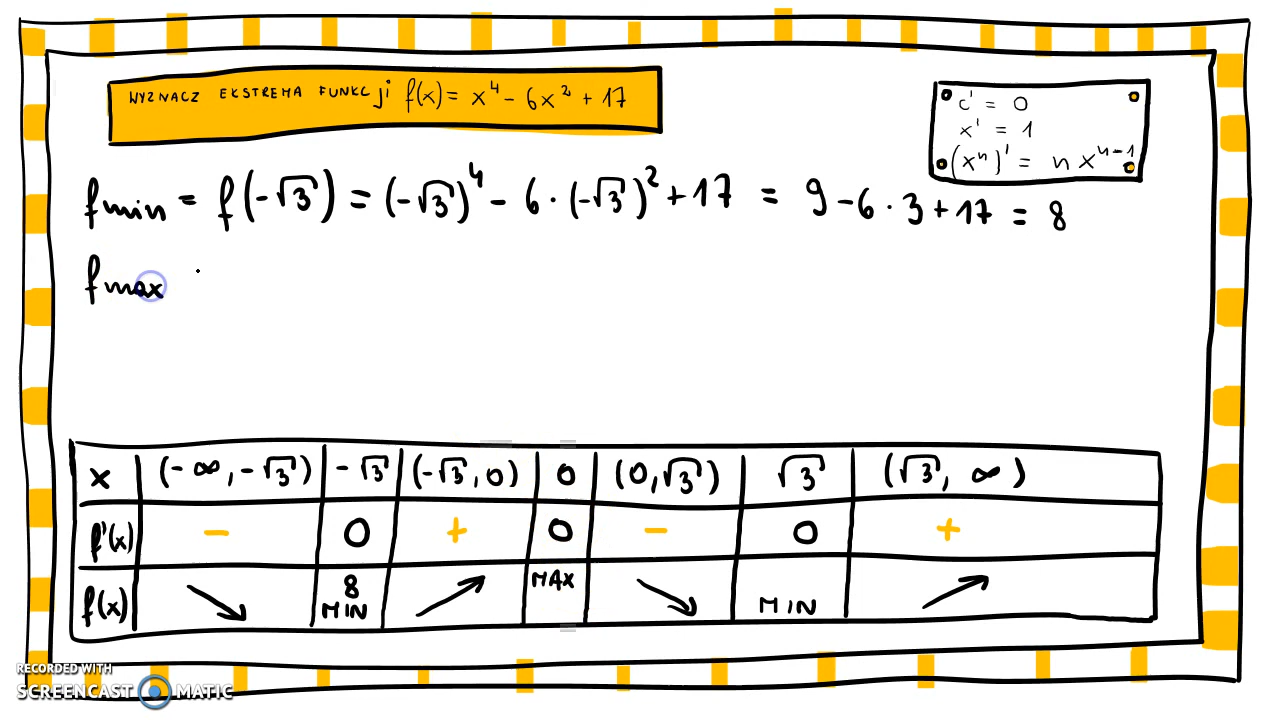 WYZNACZ EKSTREMA FUNKCji f(x) = x⁴ - 6x² + 17
c' = 0
x' = 1
(xⁿ)' = n xⁿ⁻¹
fmin = f(-√3) = (-√3)⁴ - 6 · (-√3)² + 17 = 9 - 6 · 3 + 17 = 8
fmax
x (-∞, -√3) -√3 (-√3, 0) 0 (0, √3) √3 (√3, ∞)
f'(x) - 0 + 0 - 0 +
f(x) ↘ 8 MIN ↗ MAX ↘ MIN ↗
RECORDED WITH
SCREENCAST MATIC